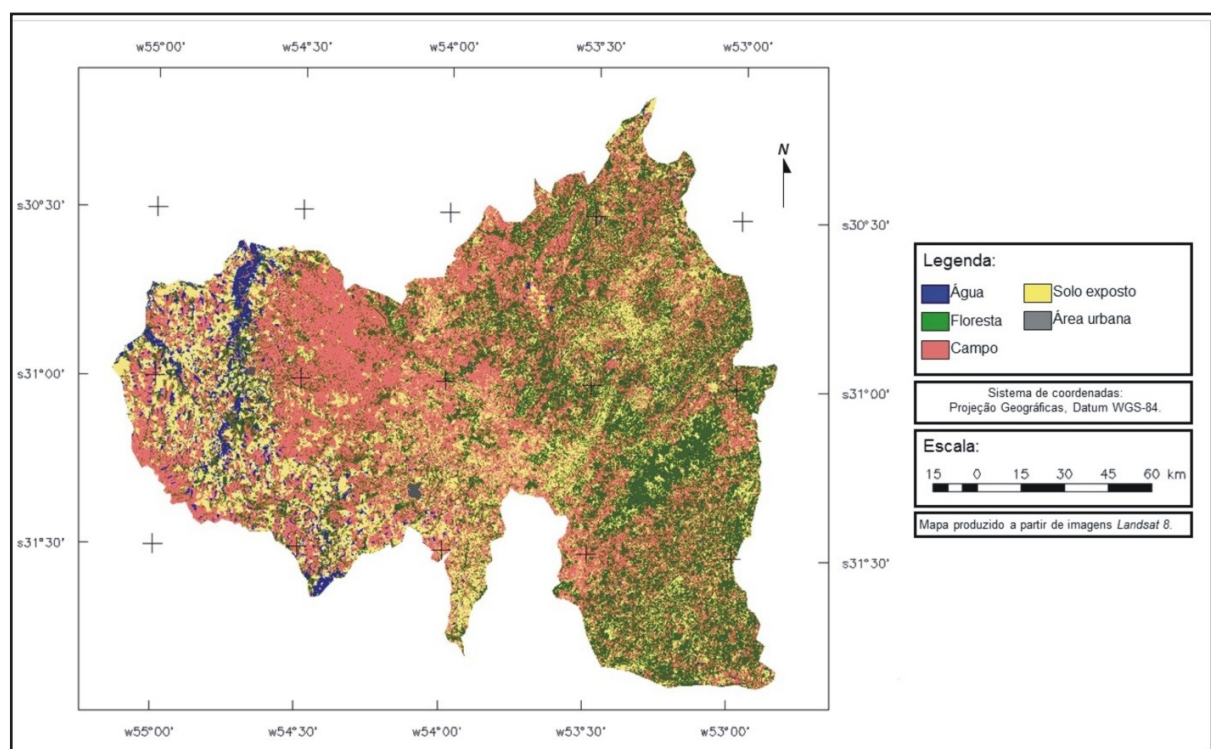 w55°00' w54°30' w54°00' w53°30' w53°00'
N
s30°30' s30°30'
s31°00' s31°00'
s31°30' s31°30'
w55°00' w54°30' w54°00' w53°30' w53°00'
Legenda:
Água Solo exposto
Floresta Área urbana
Campo
Sistema de coordenadas:
Projeção Geográficas, Datum WGS-84.
Escala:
15 0 15 30 45 60 km
Mapa produzido a partir de imagens Landsat 8.